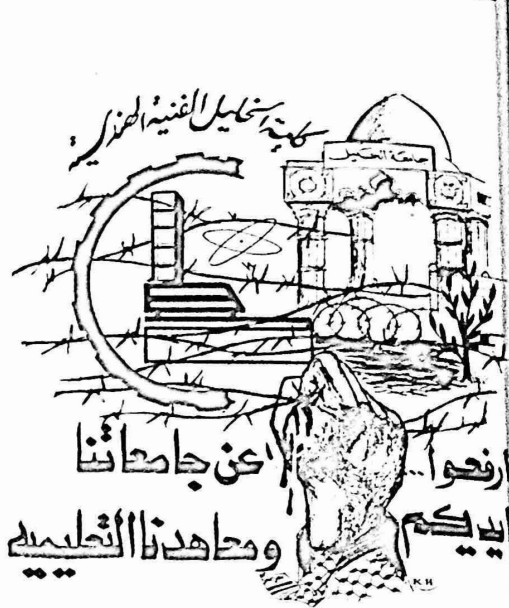 كلية الخليل الفنية الهندسية
جامعة الخليل
ارفعوا.. عن جامعاتنا
ايديكم ومعاهدنا التعليمية
K H